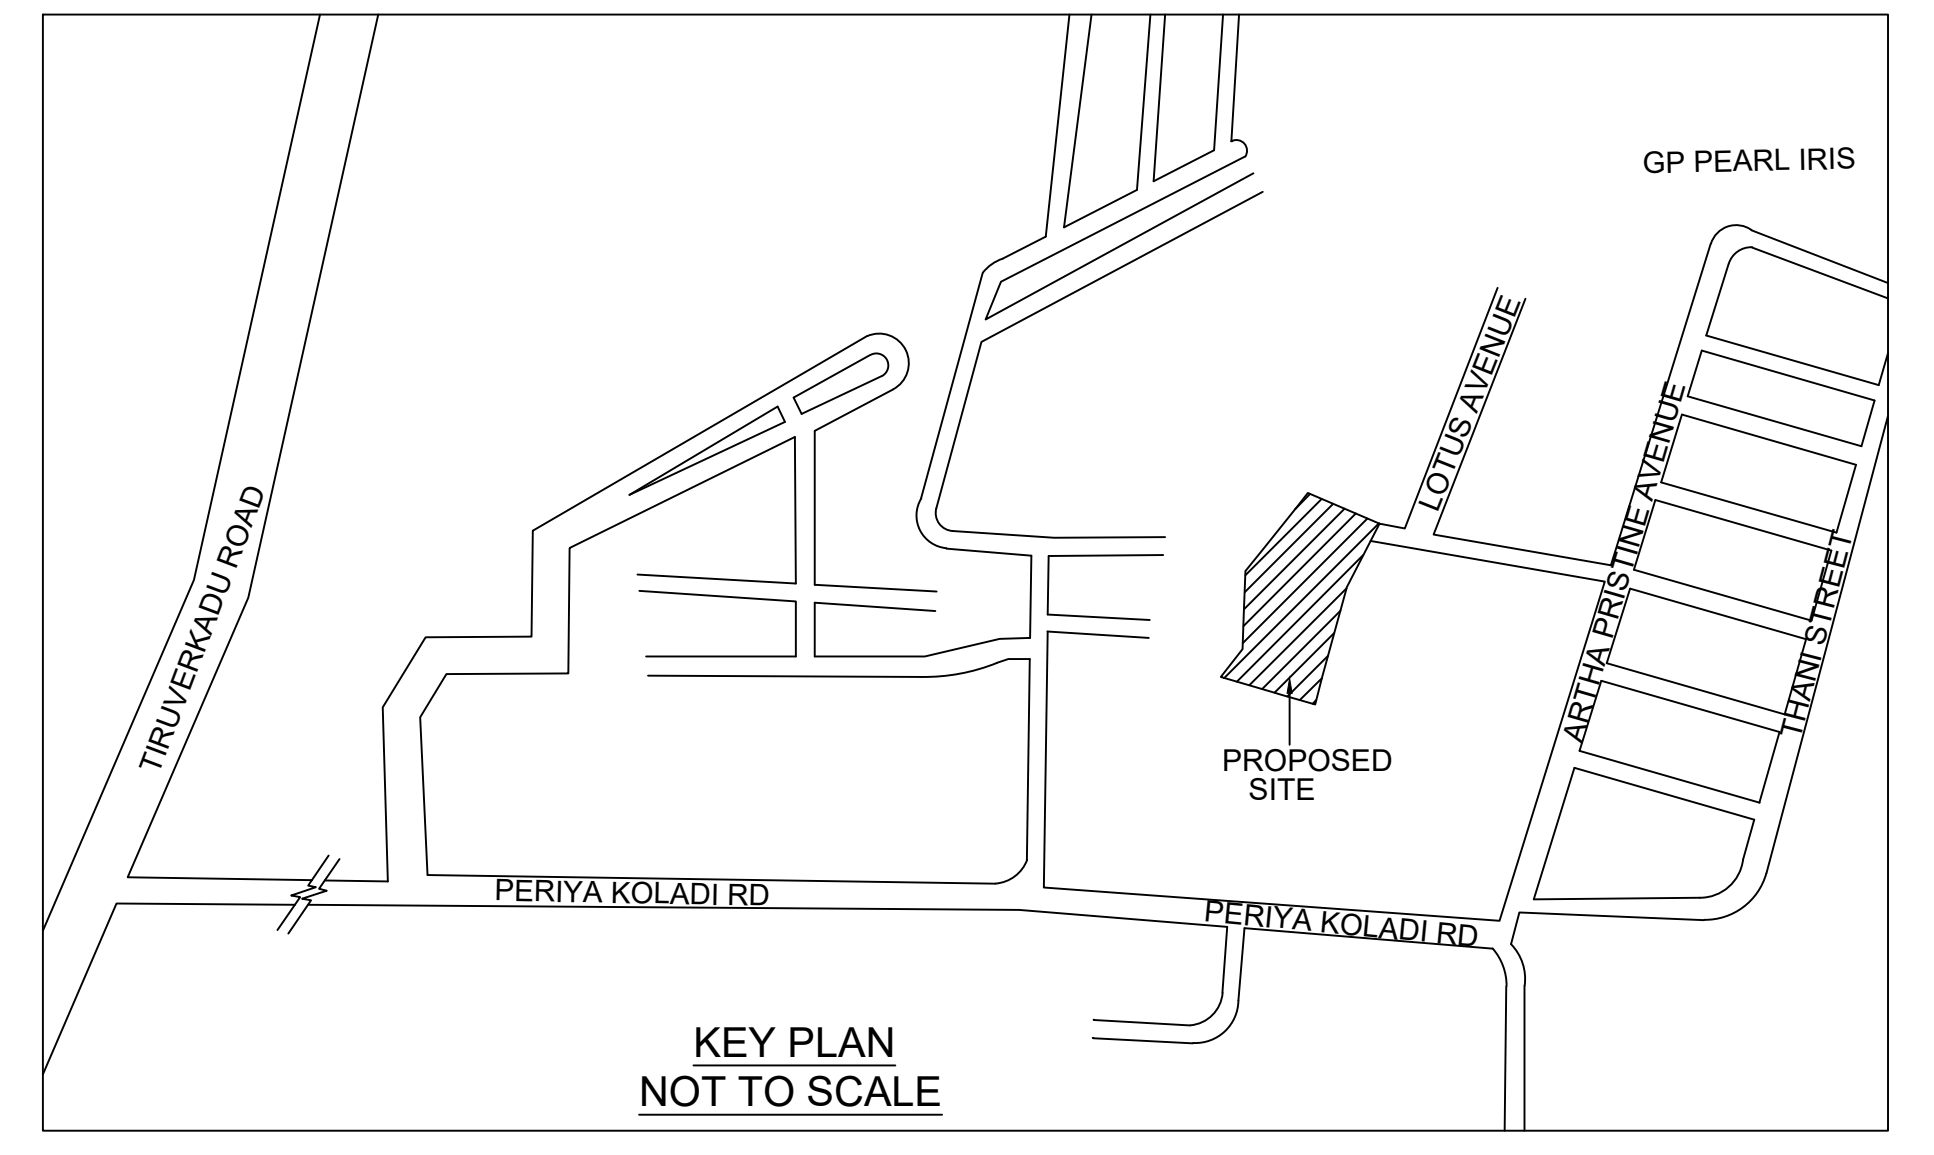 GP PEARL IRIS
LOTUS AVENUE
ARTHA PRISTINE AVENUE
TIRUVERKADU ROAD
THANI STREET
PROPOSED
SITE
PERIYA KOLADI RD
PERIYA KOLADI RD
KEY PLAN
NOT TO SCALE